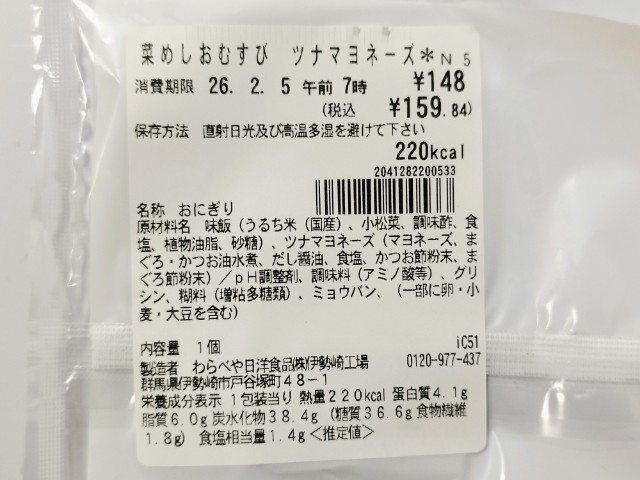 菜めしおむすび ツナマヨネーズ＊N5
消費期限 26. 2. 5 午前 7時 ¥148
(税込 ¥159.84)
保存方法 直射日光及び高温多湿を避けて下さい
220kcal
2041282200533
名称 おにぎり
原材料名 味飯（うるち米（国産）、小松菜、調味酢、食
塩、植物油脂、砂糖）、ツナマヨネーズ（マヨネーズ、ま
ぐろ・かつお油水煮、だし醤油、食塩、かつお節粉末、ま
ぐろ節粉末）／pH調整剤、調味料（アミノ酸等）、グリ
シン、糊料（増粘多糖類）、ミョウバン、（一部に卵・小
麦・大豆を含む）
内容量 1個 iC51
製造者 わらべや日洋食品㈱伊勢崎工場 0120-977-437
群馬県伊勢崎市戸谷塚町48-1
栄養成分表示 1包装当り 熱量220kcal 蛋白質4.1g
脂質6.0g 炭水化物38.4g （糖質36.6g 食物繊維
1.8g） 食塩相当量1.4g＜推定値＞